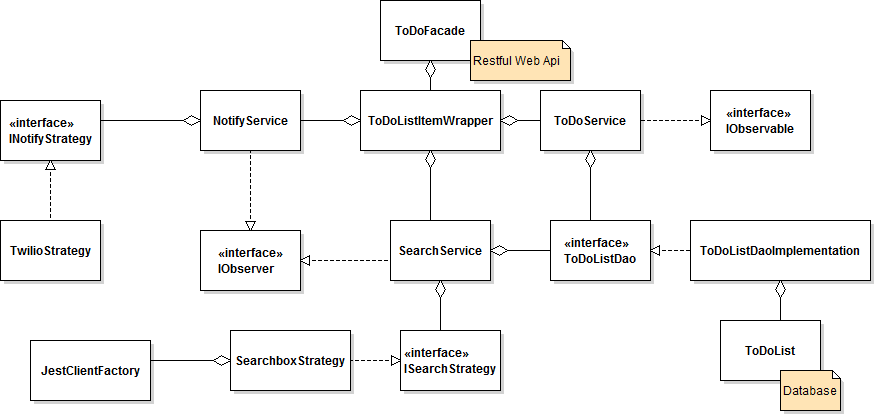 ToDoFacade
Restful Web Api
«interface»
INotifyStrategy
NotifyService
ToDoListItemWrapper
ToDoService
«interface»
IObservable
TwilioStrategy
«interface»
IObserver
SearchService
«interface»
ToDoListDao
ToDoListDaoImplementation
JestClientFactory
SearchboxStrategy
«interface»
ISearchStrategy
ToDoList
Database